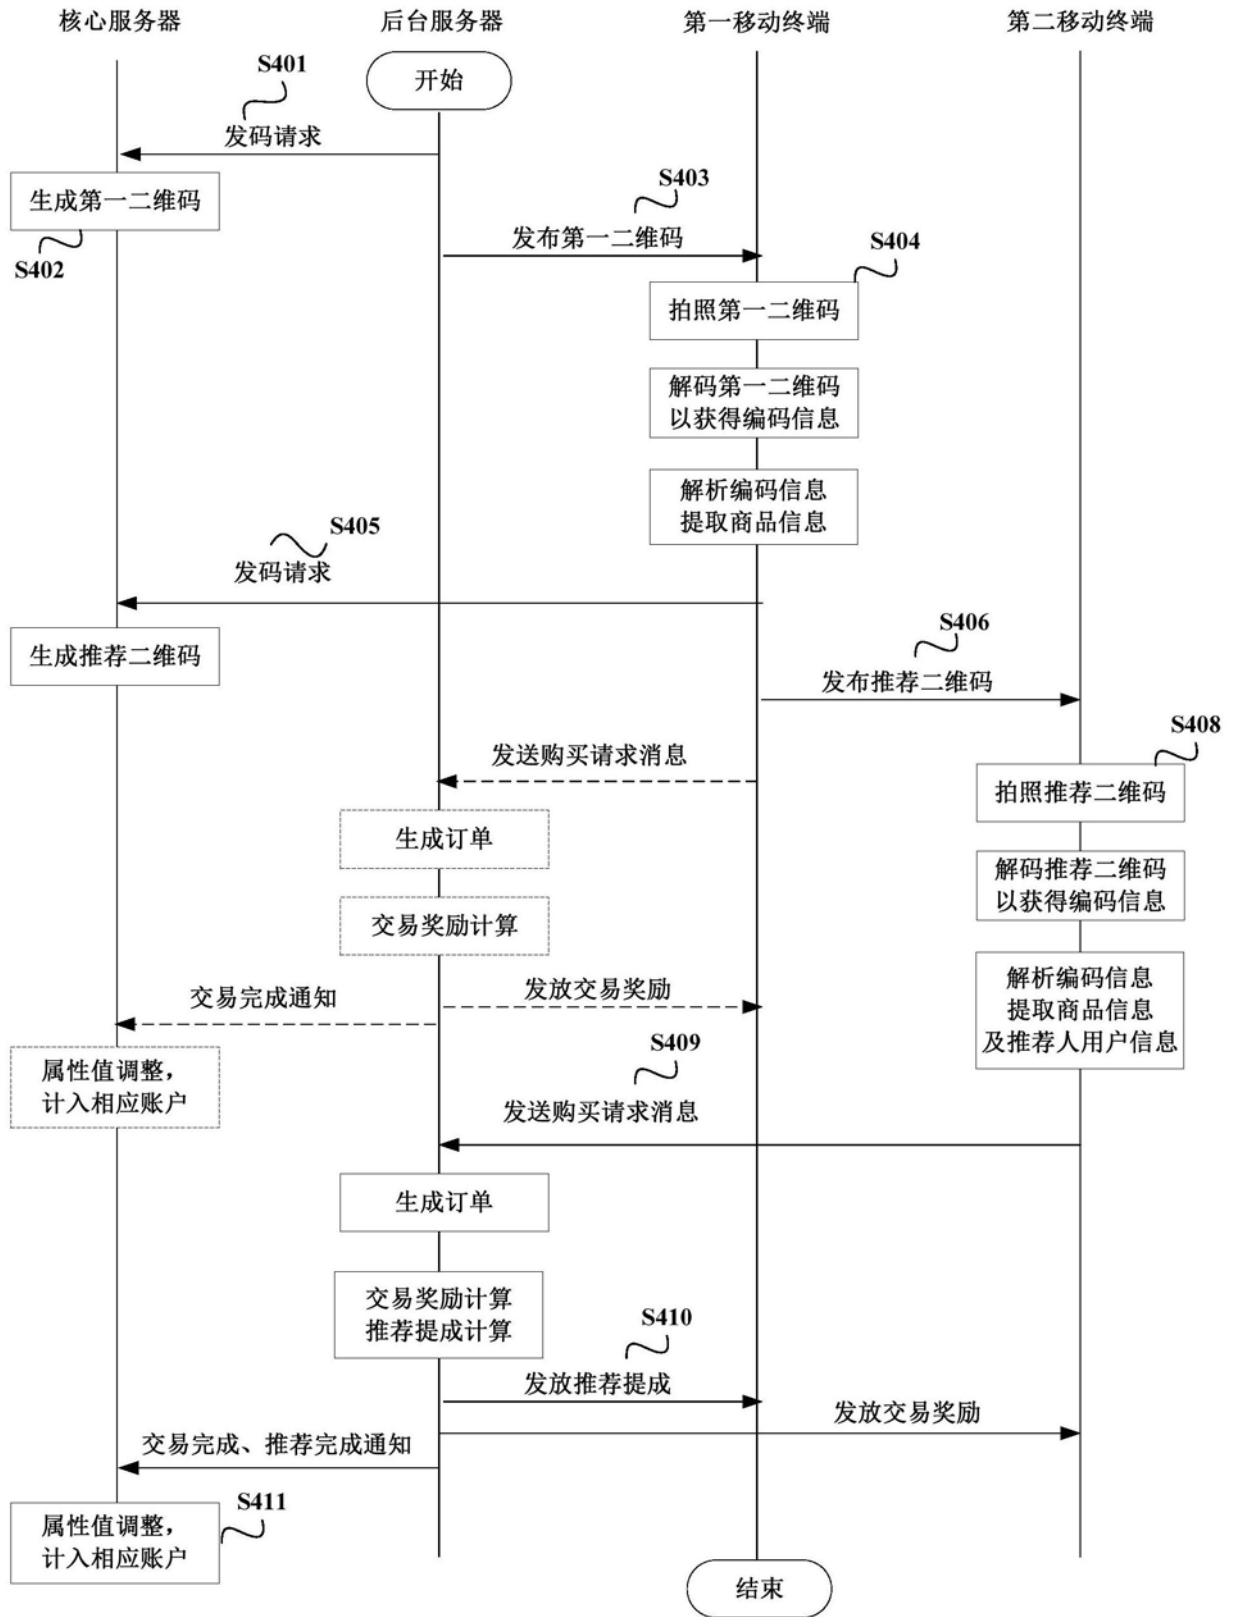 核心服务器
后台服务器
第一移动终端
第二移动终端
开始
S401
发码请求
生成第一二维码
S402
S403
发布第一二维码
S404
拍照第一二维码
解码第一二维码
以获得编码信息
解析编码信息
提取商品信息
S405
发码请求
生成推荐二维码
S406
发布推荐二维码
发送购买请求消息
S408
拍照推荐二维码
生成订单
解码推荐二维码
以获得编码信息
交易奖励计算
解析编码信息
提取商品信息
及推荐人用户信息
交易完成通知
发放交易奖励
属性值调整，
计入相应账户
S409
发送购买请求消息
生成订单
交易奖励计算
推荐提成计算
S410
发放推荐提成
发放交易奖励
交易完成、推荐完成通知
属性值调整，
计入相应账户
S411
结束